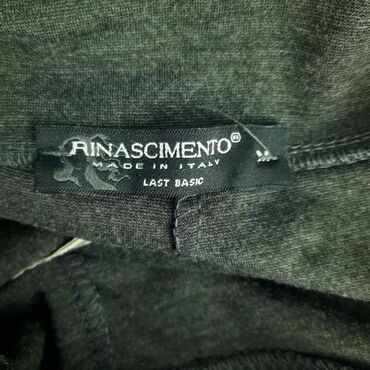 RINASCIMENTO®
MADE IN ITALY
LAST BASIC